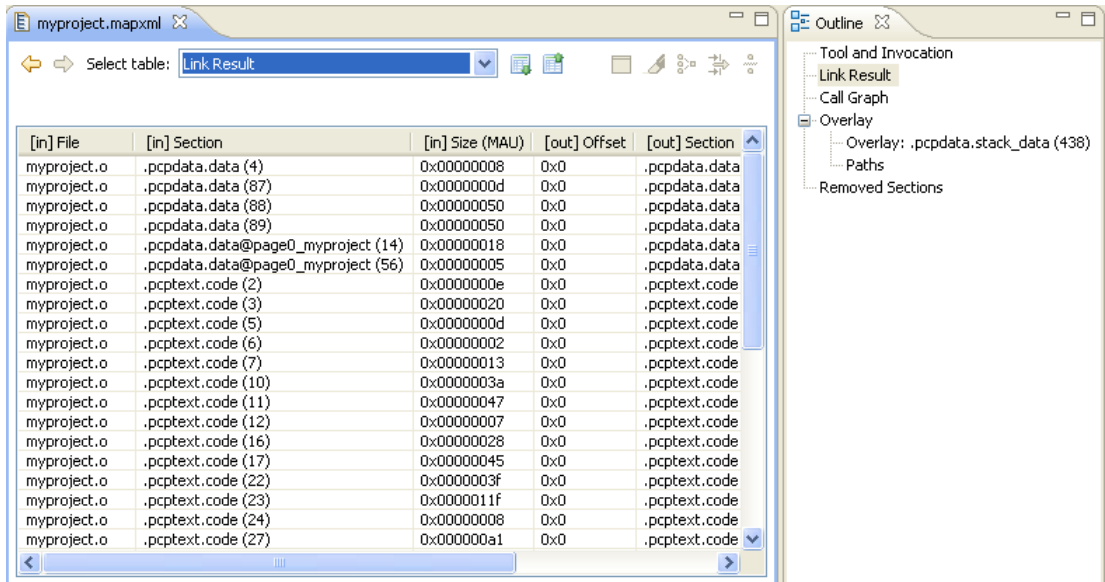 myproject.mapxml
Select table: Link Result
[in] File [in] Section [in] Size (MAU) [out] Offset [out] Section
myproject.o .pcpdata.data (4) 0x00000008 0x0 .pcpdata.data
myproject.o .pcpdata.data (87) 0x0000000d 0x0 .pcpdata.data
myproject.o .pcpdata.data (88) 0x00000050 0x0 .pcpdata.data
myproject.o .pcpdata.data (89) 0x00000050 0x0 .pcpdata.data
myproject.o .pcpdata.data@page0_myproject (14) 0x00000018 0x0 .pcpdata.data
myproject.o .pcpdata.data@page0_myproject (56) 0x00000005 0x0 .pcpdata.data
myproject.o .pcptext.code (2) 0x0000000e 0x0 .pcptext.code
myproject.o .pcptext.code (3) 0x00000020 0x0 .pcptext.code
myproject.o .pcptext.code (5) 0x0000000d 0x0 .pcptext.code
myproject.o .pcptext.code (6) 0x00000002 0x0 .pcptext.code
myproject.o .pcptext.code (7) 0x00000013 0x0 .pcptext.code
myproject.o .pcptext.code (10) 0x0000003a 0x0 .pcptext.code
myproject.o .pcptext.code (11) 0x00000047 0x0 .pcptext.code
myproject.o .pcptext.code (12) 0x00000007 0x0 .pcptext.code
myproject.o .pcptext.code (16) 0x00000028 0x0 .pcptext.code
myproject.o .pcptext.code (17) 0x00000045 0x0 .pcptext.code
myproject.o .pcptext.code (22) 0x0000003f 0x0 .pcptext.code
myproject.o .pcptext.code (23) 0x0000011f 0x0 .pcptext.code
myproject.o .pcptext.code (24) 0x00000008 0x0 .pcptext.code
myproject.o .pcptext.code (27) 0x000000a1 0x0 .pcptext.code
Outline
Tool and Invocation
Link Result
Call Graph
Overlay
Overlay: .pcpdata.stack_data (438)
Paths
Removed Sections